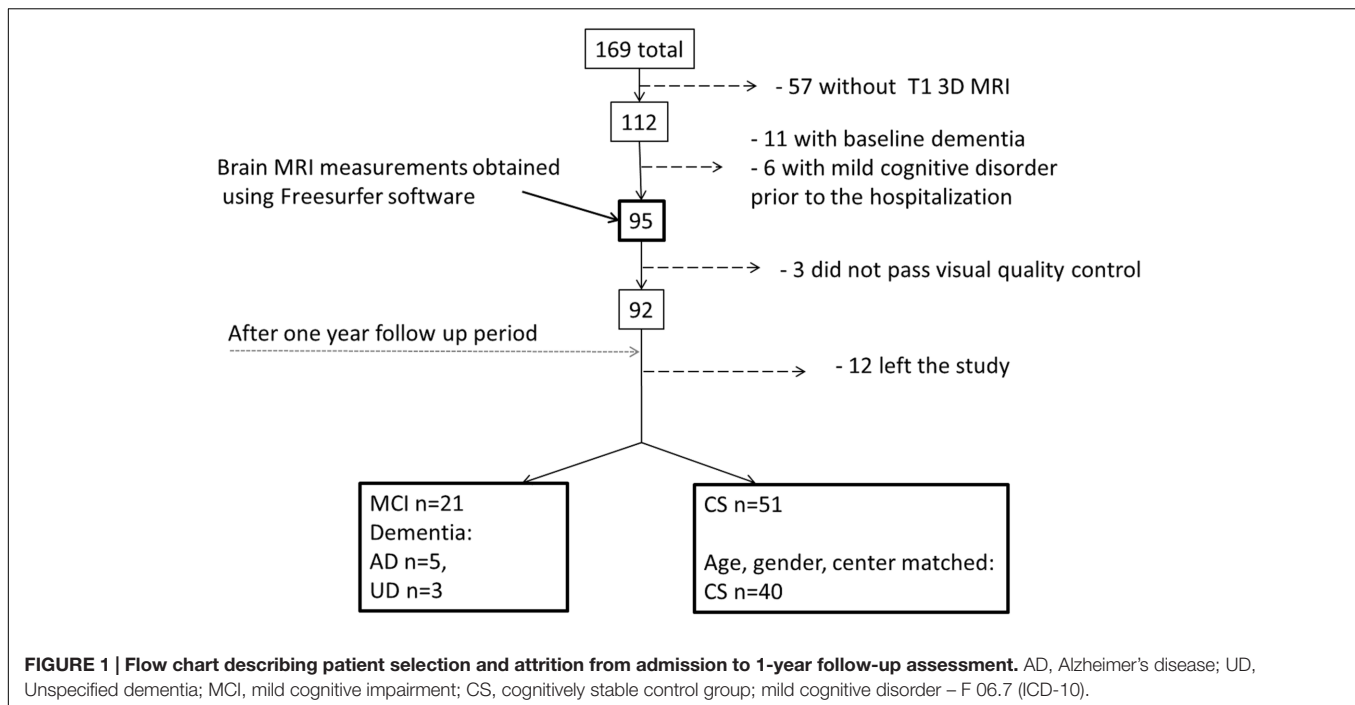 169 total
- 57 without T1 3D MRI
112
- 11 with baseline dementia
- 6 with mild cognitive disorder
prior to the hospitalization
Brain MRI measurements obtained
using Freesurfer software
95
- 3 did not pass visual quality control
92
After one year follow up period
- 12 left the study
MCI n=21
Dementia:
AD n=5,
UD n=3
CS n=51
Age, gender, center matched:
CS n=40
FIGURE 1 | Flow chart describing patient selection and attrition from admission to 1-year follow-up assessment. AD, Alzheimer's disease; UD,
Unspecified dementia; MCI, mild cognitive impairment; CS, cognitively stable control group; mild cognitive disorder – F 06.7 (ICD-10).